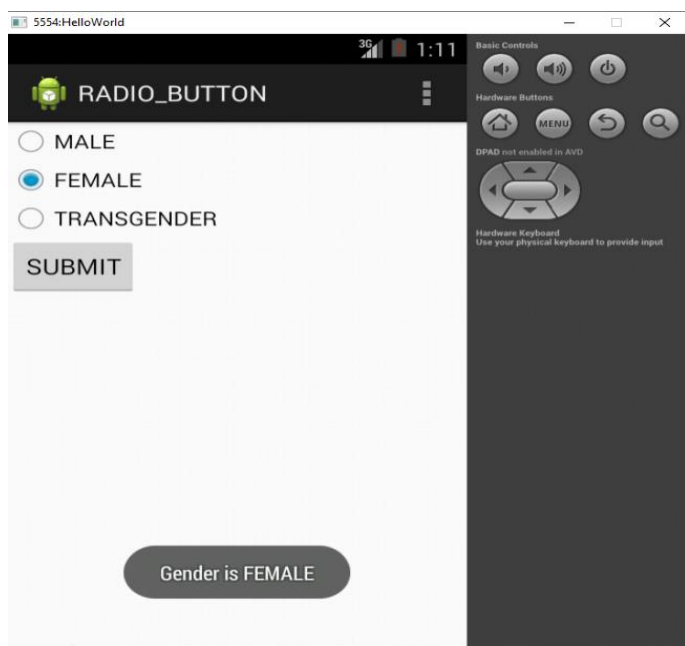 5554:HelloWorld
3G 1:11
RADIO_BUTTON
MALE
FEMALE
TRANSGENDER
SUBMIT
Gender is FEMALE
Basic Controls
Hardware Buttons
MENU
DPAD not enabled in AVD
Hardware Keyboard
Use your physical keyboard to provide input